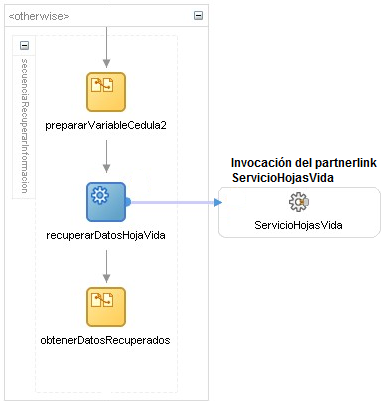 <otherwise>
secuenciaRecuperarInformacion
prepararVariableCedula2
Invocación del partnerlink
ServicioHojasVida
recuperarDatosHojaVida
ServicioHojasVida
obtenerDatosRecuperados